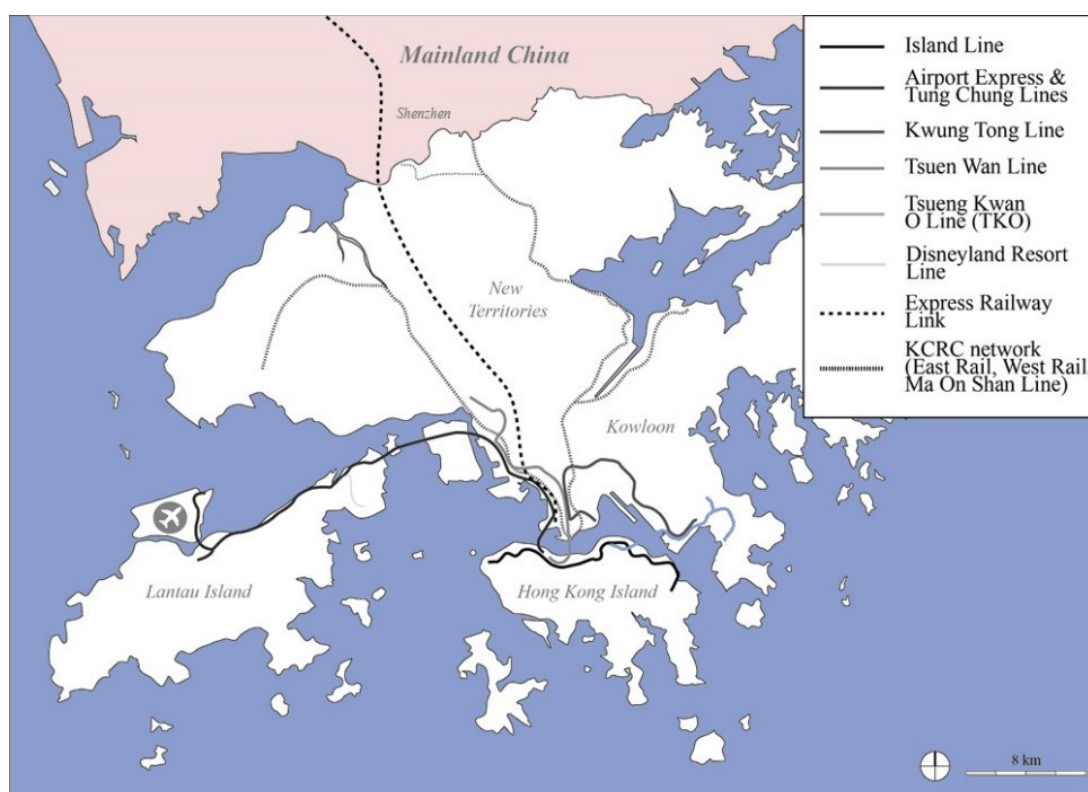 Mainland China
Shenzhen
New
Territories
Kowloon
Lantau Island
Hong Kong Island
Island Line
Airport Express &
Tung Chung Lines
Kwung Tong Line
Tsuen Wan Line
Tsueng Kwan
O Line (TKO)
Disneyland Resort
Line
Express Railway
Link
KCRC network
(East Rail, West Rail,
Ma On Shan Line)
8 km